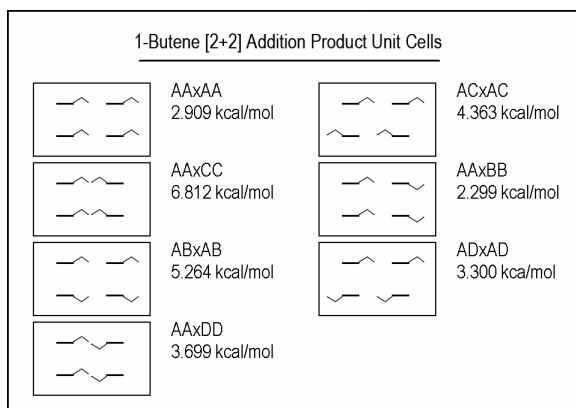 1-Butene [2+2] Addition Product Unit Cells
AAxAA
2.909 kcal/mol
ACxAC
4.363 kcal/mol
AAxCC
6.812 kcal/mol
AAxBB
2.299 kcal/mol
ABxAB
5.264 kcal/mol
ADxAD
3.300 kcal/mol
AAxDD
3.699 kcal/mol